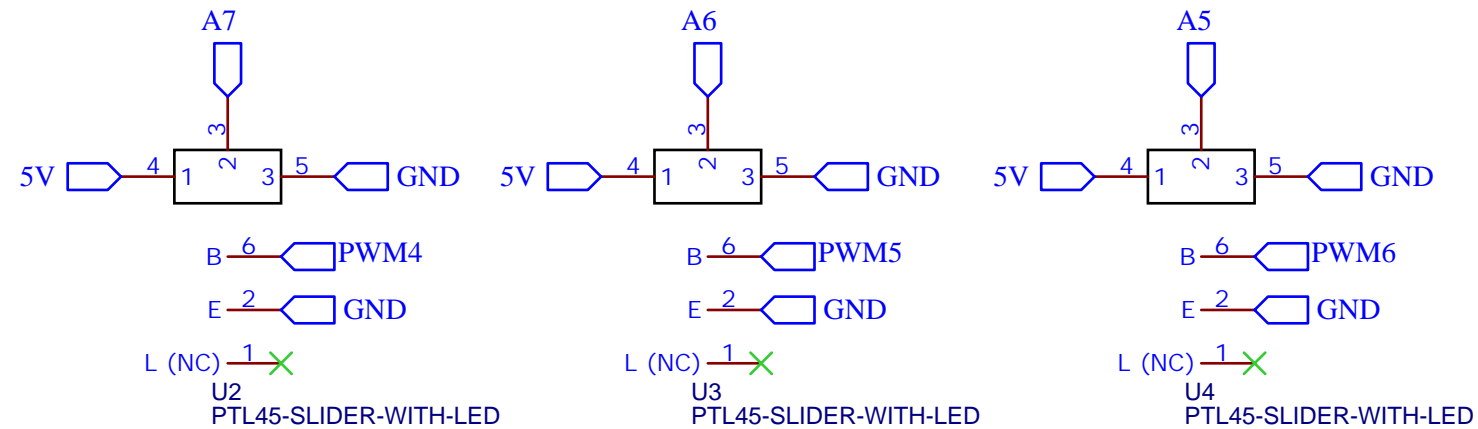 A7 A6 A5
3 3 3
2 2 2
5V 4 1 3 5 GND 5V 4 1 3 5 GND 5V 4 1 3 5 GND
B 6 PWM4 B 6 PWM5 B 6 PWM6
E 2 GND E 2 GND E 2 GND
L (NC) 1 L (NC) 1 L (NC) 1
U2 U3 U4
PTL45-SLIDER-WITH-LED PTL45-SLIDER-WITH-LED PTL45-SLIDER-WITH-LED